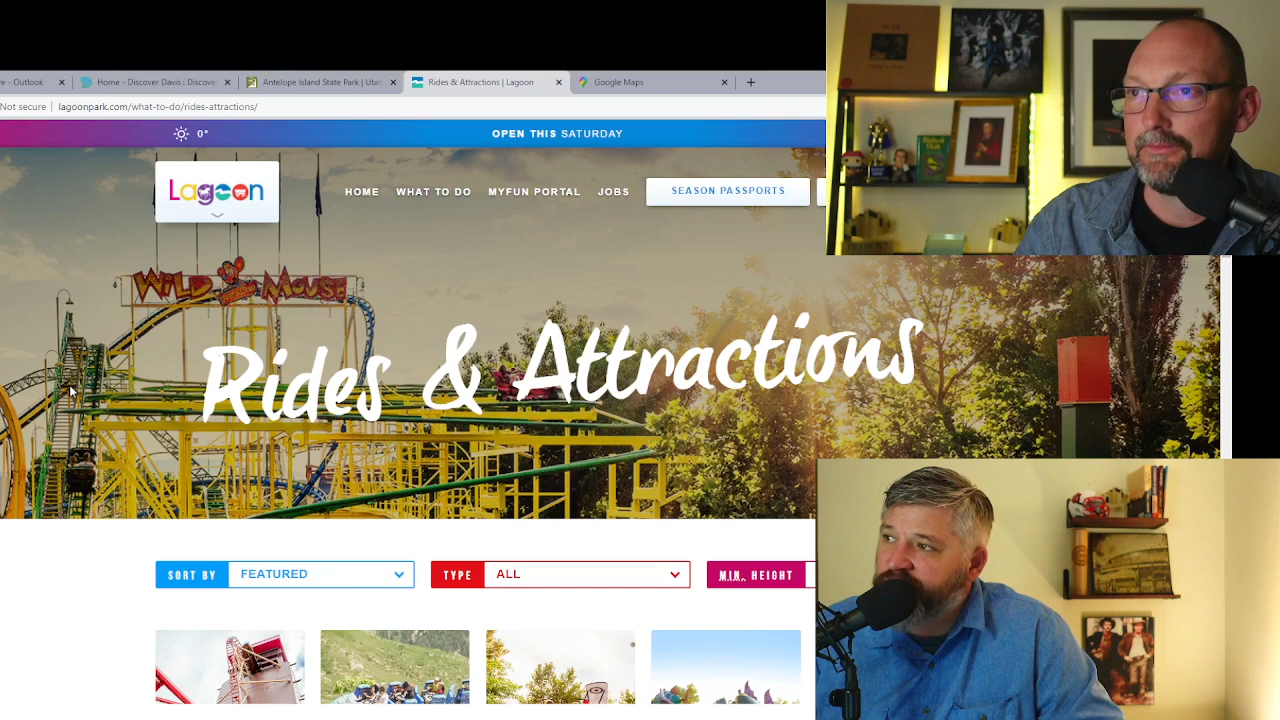 re - Outlook
Home - Discover Davis : Discove
Antelope Island State Park | Utah
Rides & Attractions | Lagoon
Google Maps
Not secure
lagoonpark.com/what-to-do/rides-attractions/
0°
OPEN THIS SATURDAY
Lagoon
HOME
WHAT TO DO
MYFUN PORTAL
JOBS
SEASON PASSPORTS
WILD MOUSE
Rides & Attractions
SORT BY
FEATURED
TYPE
ALL
MIN. HEIGHT